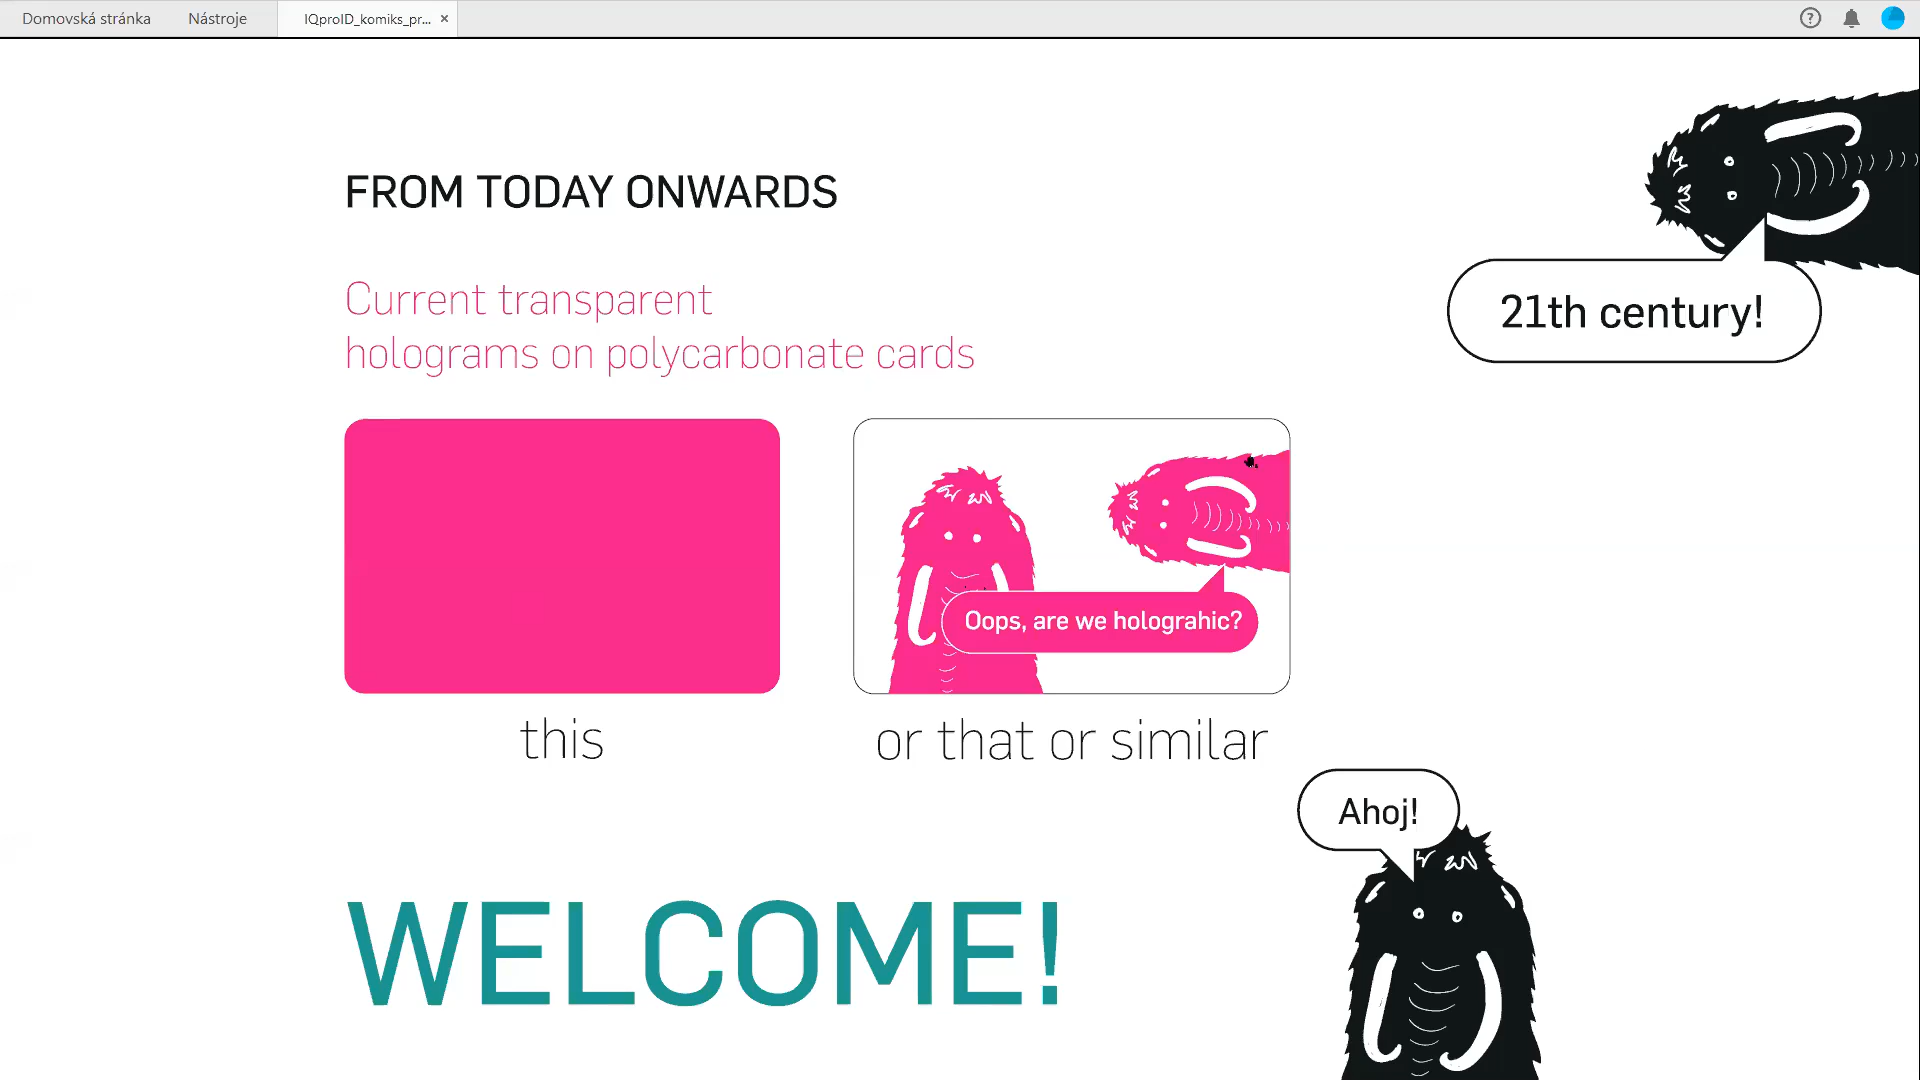 Domovská stránka
Nástroje
IQproID_komiks_pr...
FROM TODAY ONWARDS
21th century!
Current transparent
holograms on polycarbonate cards
Oops, are we holograhic?
this
or that or similar
Ahoj!
WELCOME!